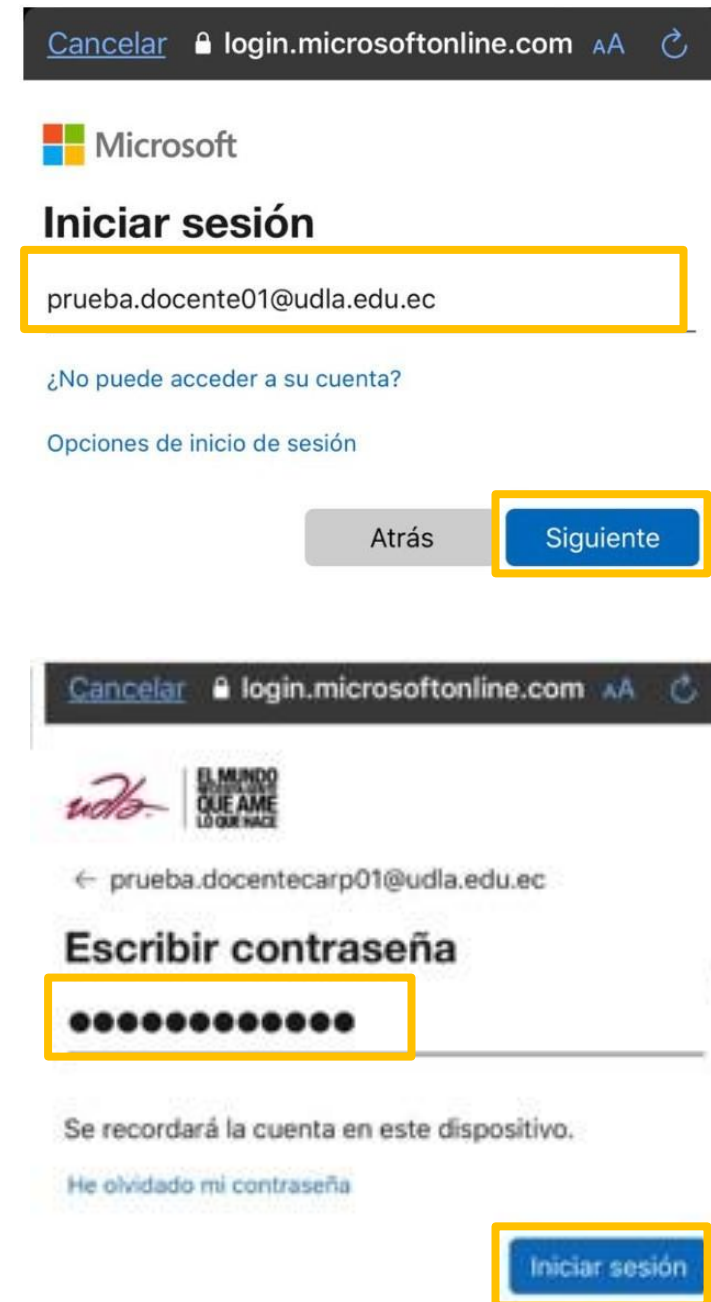 Cancelar login.microsoftonline.com AA
Microsoft
Iniciar sesión
prueba.docente01@udla.edu.ec
¿No puede acceder a su cuenta?
Opciones de inicio de sesión
Atrás Siguiente
Cancelar login.microsoftonline.com AA
udla.
EL MUNDO
NECESITA GENTE
QUE AME
LO QUE HACE
← prueba.docentecarp01@udla.edu.ec
Escribir contraseña
●●●●●●●●●●●●
Se recordará la cuenta en este dispositivo.
He olvidado mi contraseña
Iniciar sesión